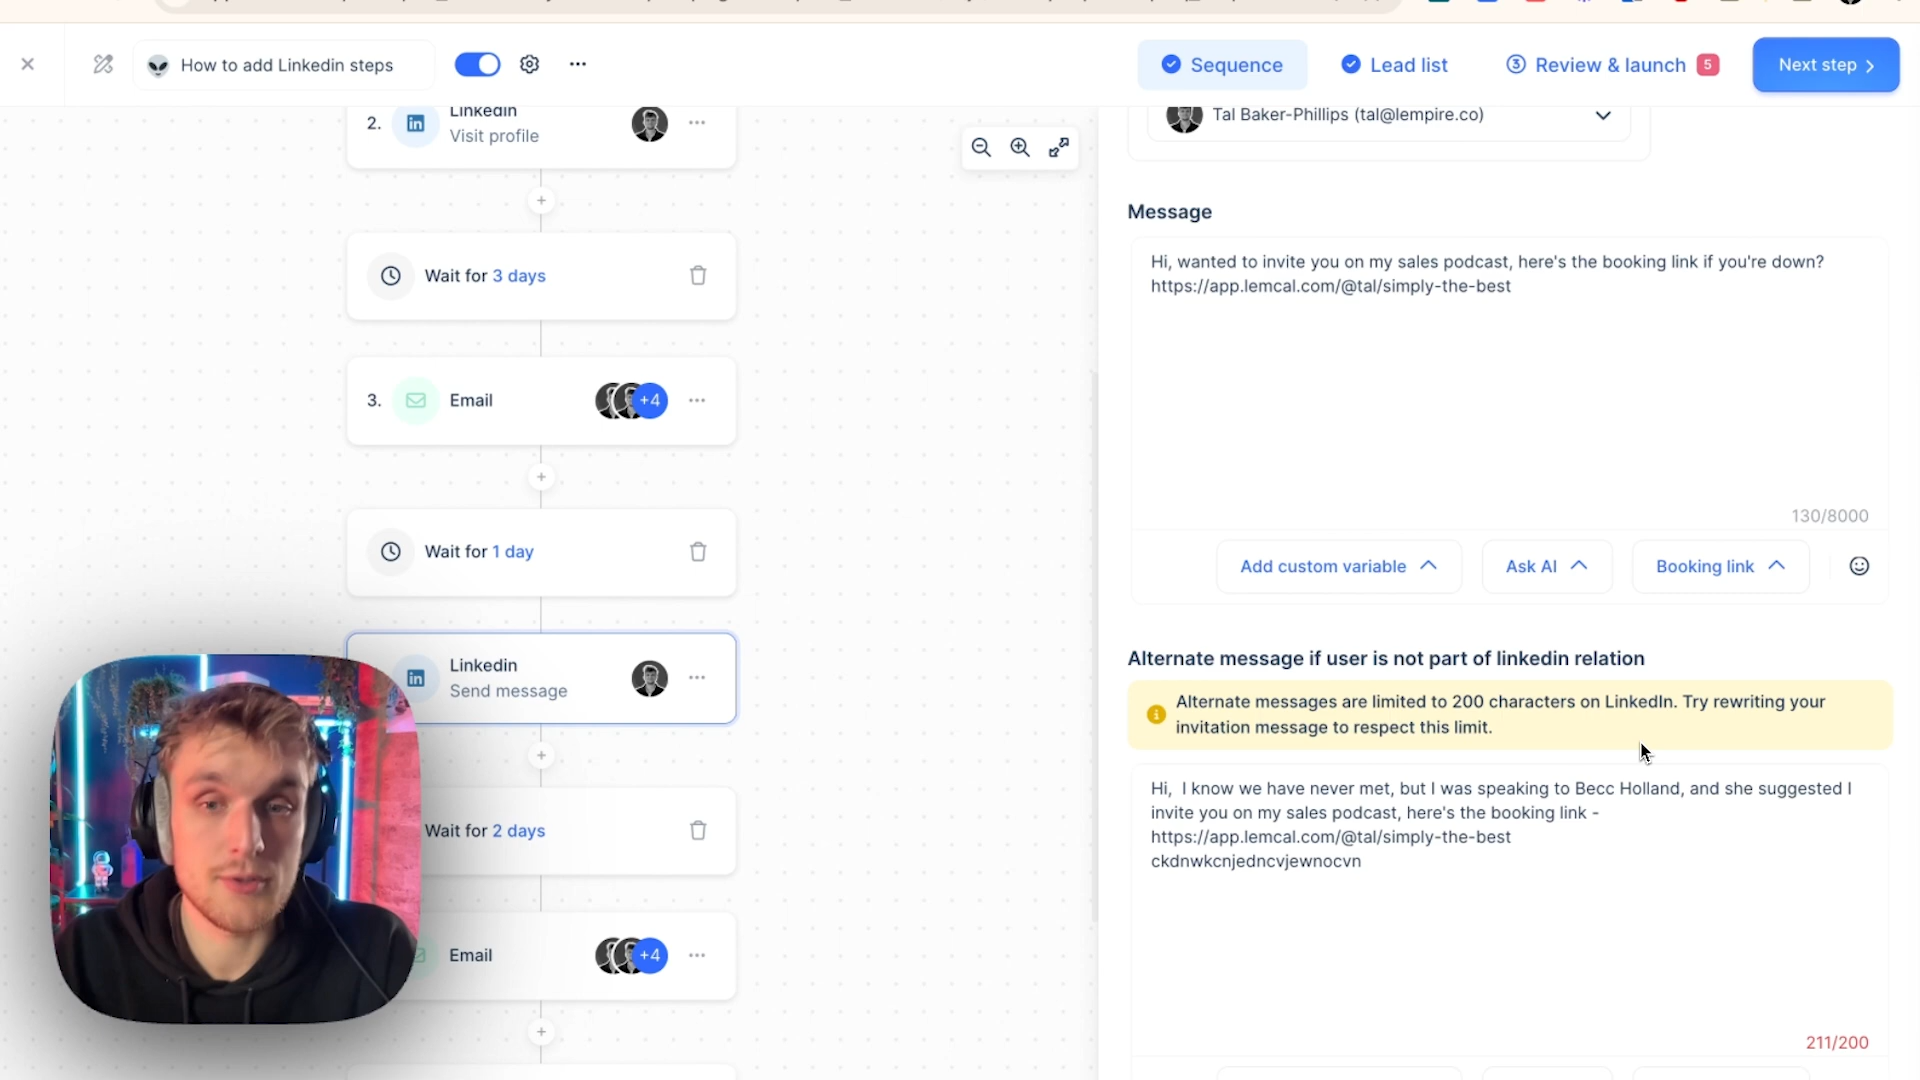 How to add Linkedin steps
Sequence
Lead list
3 Review & launch 5
Next step
2. in Linkedin
Visit profile
Wait for 3 days
3. Email +4
Wait for 1 day
in Linkedin
Send message
Wait for 2 days
Email +4
Tal Baker-Phillips (tal@lempire.co)
Message
Hi, wanted to invite you on my sales podcast, here's the booking link if you're down?
https://app.lemcal.com/@tal/simply-the-best
130/8000
Add custom variable
Ask AI
Booking link
Alternate message if user is not part of linkedin relation
Alternate messages are limited to 200 characters on LinkedIn. Try rewriting your
invitation message to respect this limit.
Hi,  I know we have never met, but I was speaking to Becc Holland, and she suggested I
invite you on my sales podcast, here's the booking link -
https://app.lemcal.com/@tal/simply-the-best
ckdnwkcnjedncvjewnocvn
211/200